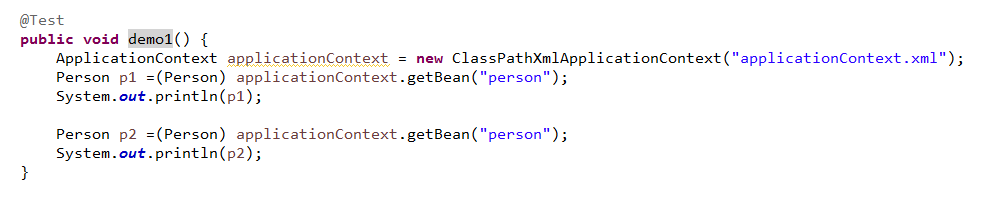 @Test
public void demo1() {
    ApplicationContext applicationContext = new ClassPathXmlApplicationContext("applicationContext.xml");
    Person p1 =(Person) applicationContext.getBean("person");
    System.out.println(p1);

    Person p2 =(Person) applicationContext.getBean("person");
    System.out.println(p2);
}